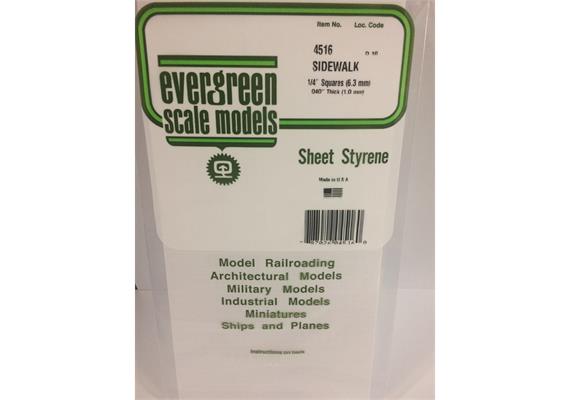 Item No. Loc. Code
4516
SIDEWALK
1/4" Squares (6.3 mm)
.040" Thick (1.0 mm)
evergreen
scale models
Sheet Styrene
Made in U S A
Model Railroading
Architectural Models
Military Models
Industrial Models
Miniatures
Ships and Planes